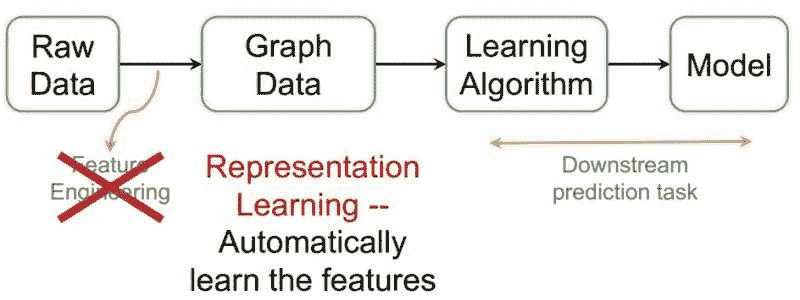 Raw
Data
Graph
Data
Learning
Algorithm
Model
Feature
Engineering
Representation
Learning --
Automatically
learn the features
Downstream
prediction task